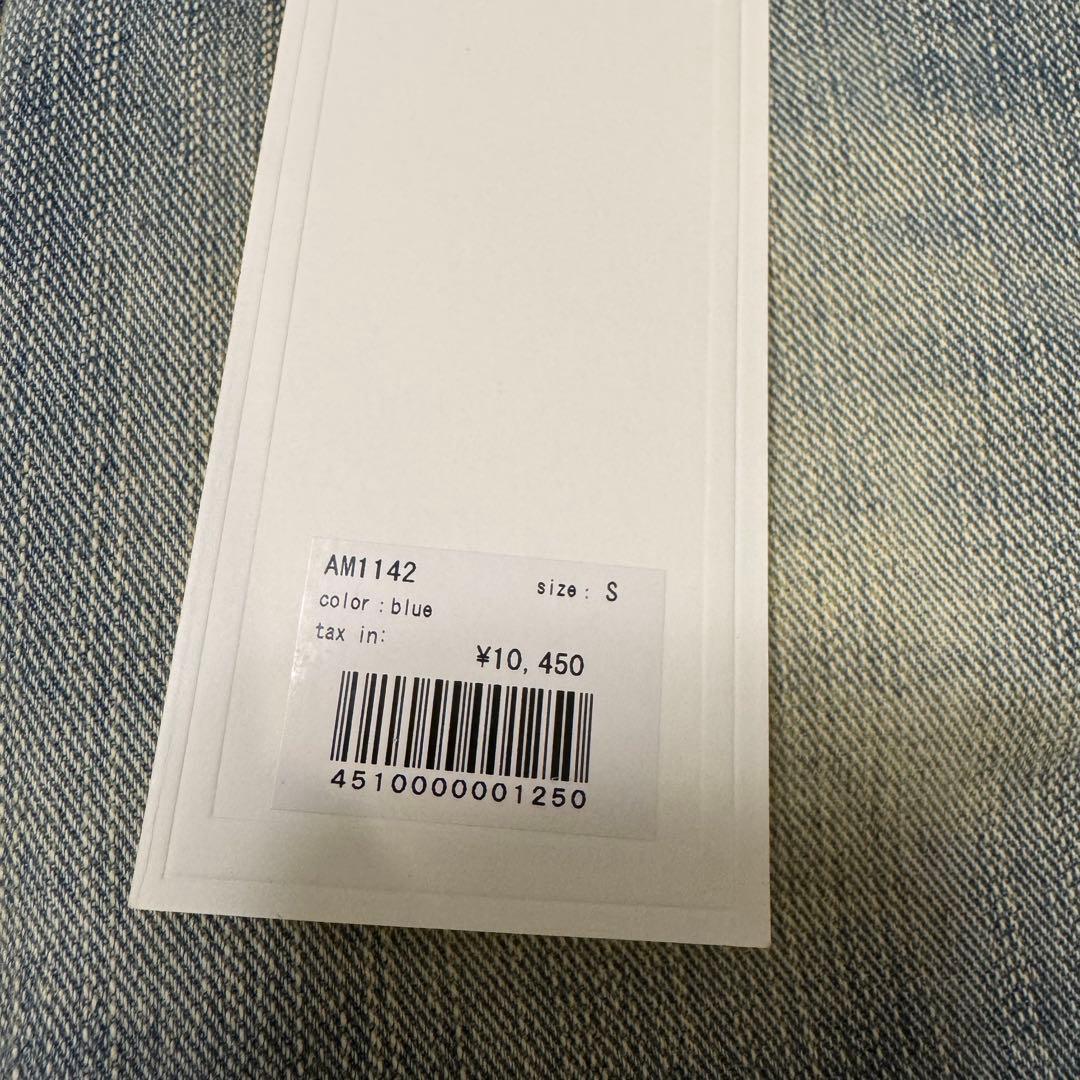 AM1142
size: S
color:blue
tax in:
¥10,450
4510000001250